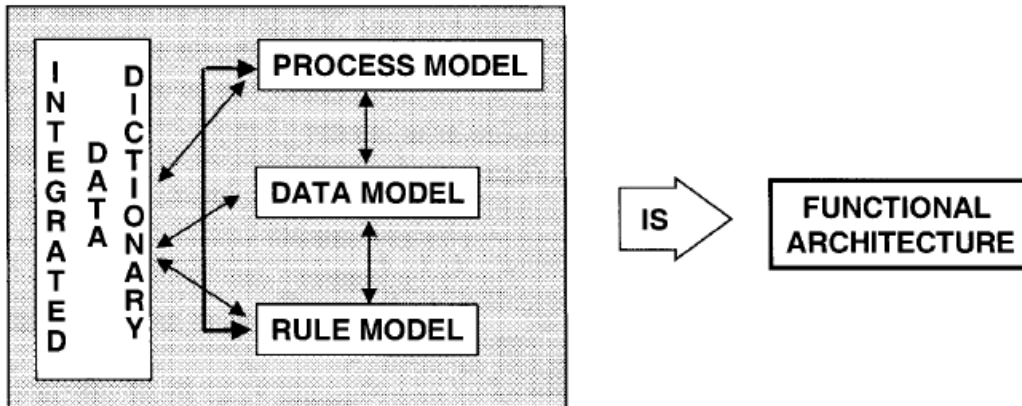 INTEGRATED
DATA
DICTIONARY
PROCESS MODEL
DATA MODEL
RULE MODEL
IS
FUNCTIONAL
ARCHITECTURE